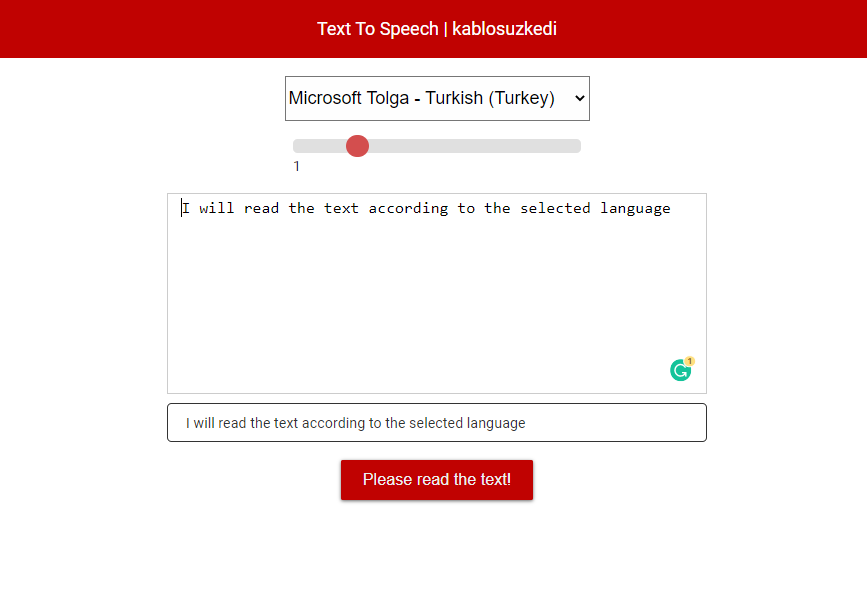 Text To Speech | kablosuzkedi
Microsoft Tolga - Turkish (Turkey)
1
I will read the text according to the selected language
1
I will read the text according to the selected language
Please read the text!